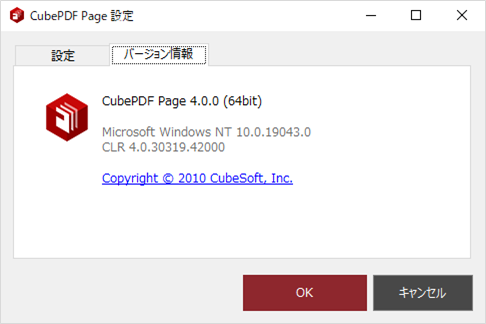 CubePDF Page 設定
設定
バージョン情報
CubePDF Page 4.0.0 (64bit)
Microsoft Windows NT 10.0.19043.0
CLR 4.0.30319.42000
Copyright © 2010 CubeSoft, Inc.
OK
キャンセル